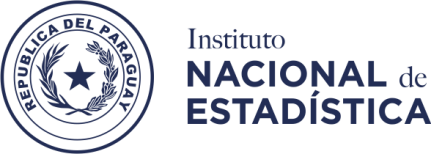 REPUBLICA DEL PARAGUAY
Instituto
NACIONAL de
ESTADÍSTICA